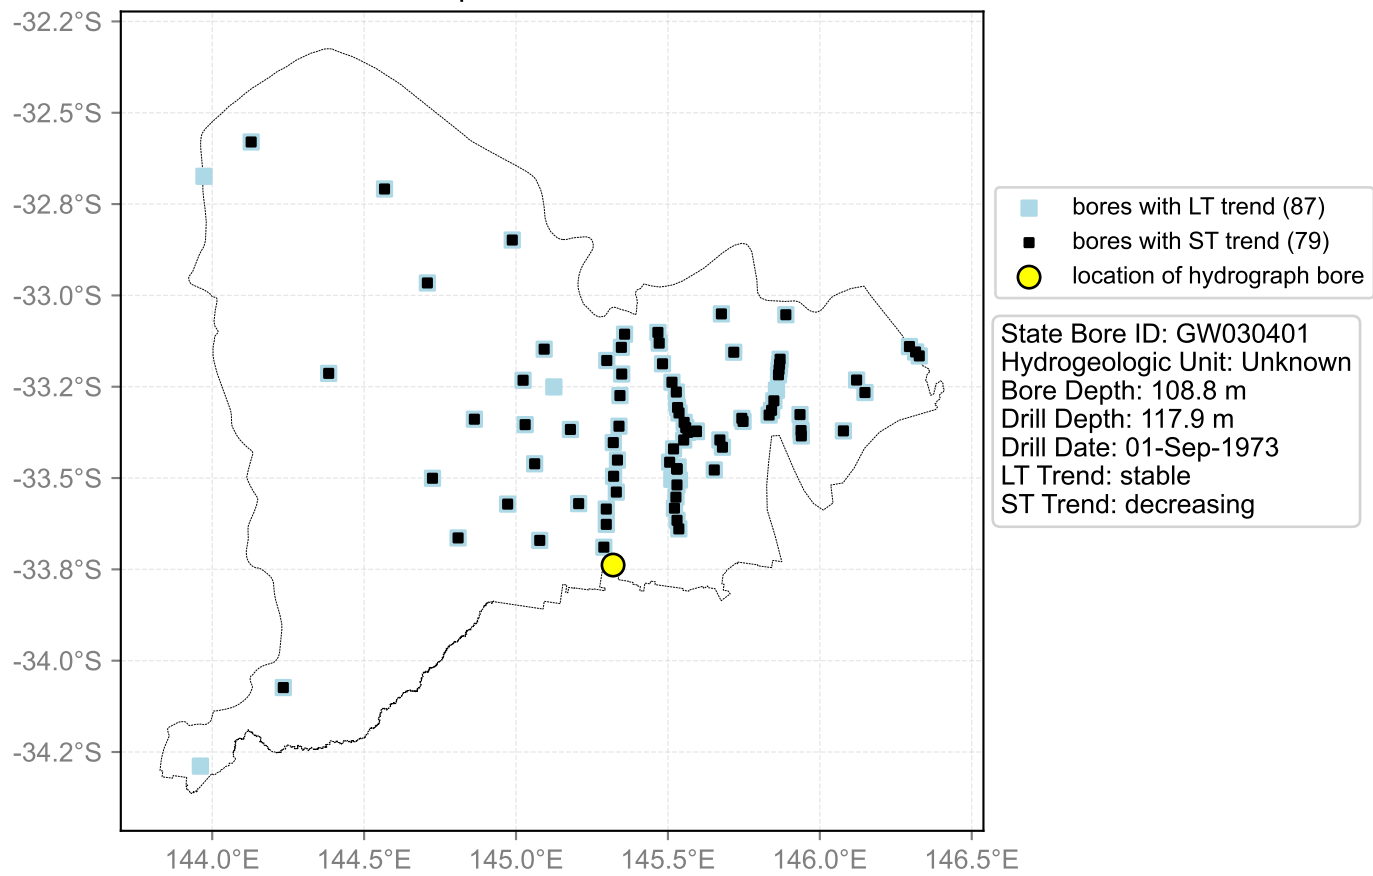 -32.2°S
-32.5°S
-32.8°S
-33.0°S
-33.2°S
-33.5°S
-33.8°S
-34.0°S
-34.2°S
144.0°E
144.5°E
145.0°E
145.5°E
146.0°E
146.5°E
bores with LT trend (87)
bores with ST trend (79)
location of hydrograph bore
State Bore ID: GW030401
Hydrogeologic Unit: Unknown
Bore Depth: 108.8 m
Drill Depth: 117.9 m
Drill Date: 01-Sep-1973
LT Trend: stable
ST Trend: decreasing